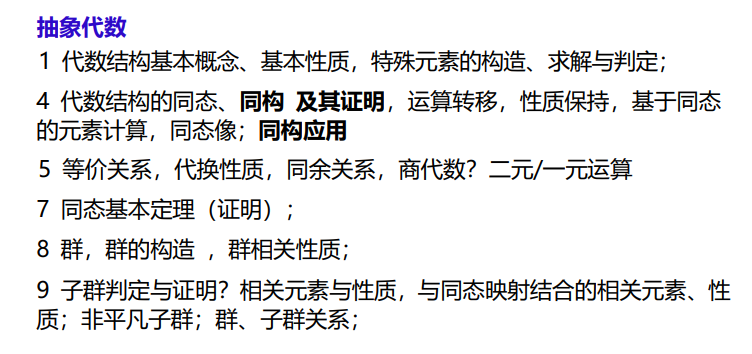 抽象代数
1 代数结构基本概念、基本性质，特殊元素的构造、求解与判定；
4 代数结构的同态、同构 及其证明，运算转移，性质保持，基于同态
的元素计算，同态像；同构应用
5 等价关系，代换性质，同余关系，商代数？二元/一元运算
7 同态基本定理（证明）；
8 群，群的构造 ，群相关性质；
9 子群判定与证明？相关元素与性质，与同态映射结合的相关元素、性
质；非平凡子群；群、子群关系；